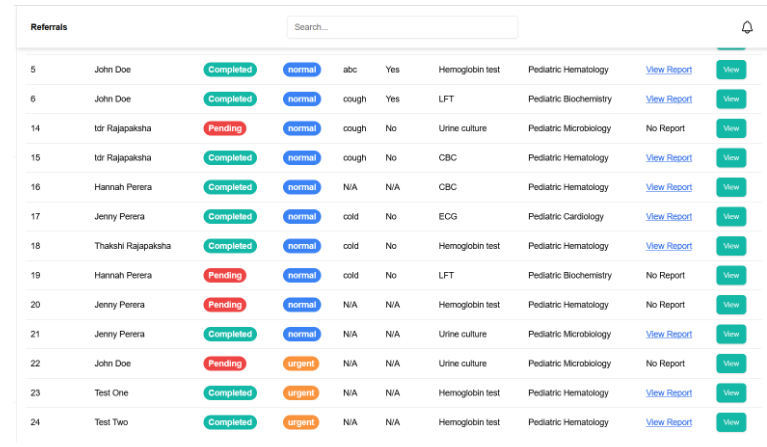 Referrals Search...
5 John Doe Completed normal abc Yes Hemoglobin test Pediatric Hematology View Report View
6 John Doe Completed normal cough Yes LFT Pediatric Biochemistry View Report View
14 tdr Rajapaksha Pending normal cough No Urine culture Pediatric Microbiology No Report View
15 tdr Rajapaksha Completed normal cough No CBC Pediatric Hematology View Report View
16 Hannah Perera Completed normal N/A N/A CBC Pediatric Hematology View Report View
17 Jenny Perera Completed normal cold No ECG Pediatric Cardiology View Report View
18 Thakshi Rajapaksha Completed normal cold No Hemoglobin test Pediatric Hematology View Report View
19 Hannah Perera Pending normal cold No LFT Pediatric Biochemistry No Report View
20 Jenny Perera Pending normal N/A N/A Hemoglobin test Pediatric Hematology No Report View
21 Jenny Perera Completed normal N/A N/A Urine culture Pediatric Microbiology View Report View
22 John Doe Pending urgent N/A N/A Urine culture Pediatric Microbiology No Report View
23 Test One Completed urgent N/A N/A Hemoglobin test Pediatric Hematology View Report View
24 Test Two Completed urgent N/A N/A Hemoglobin test Pediatric Hematology View Report View